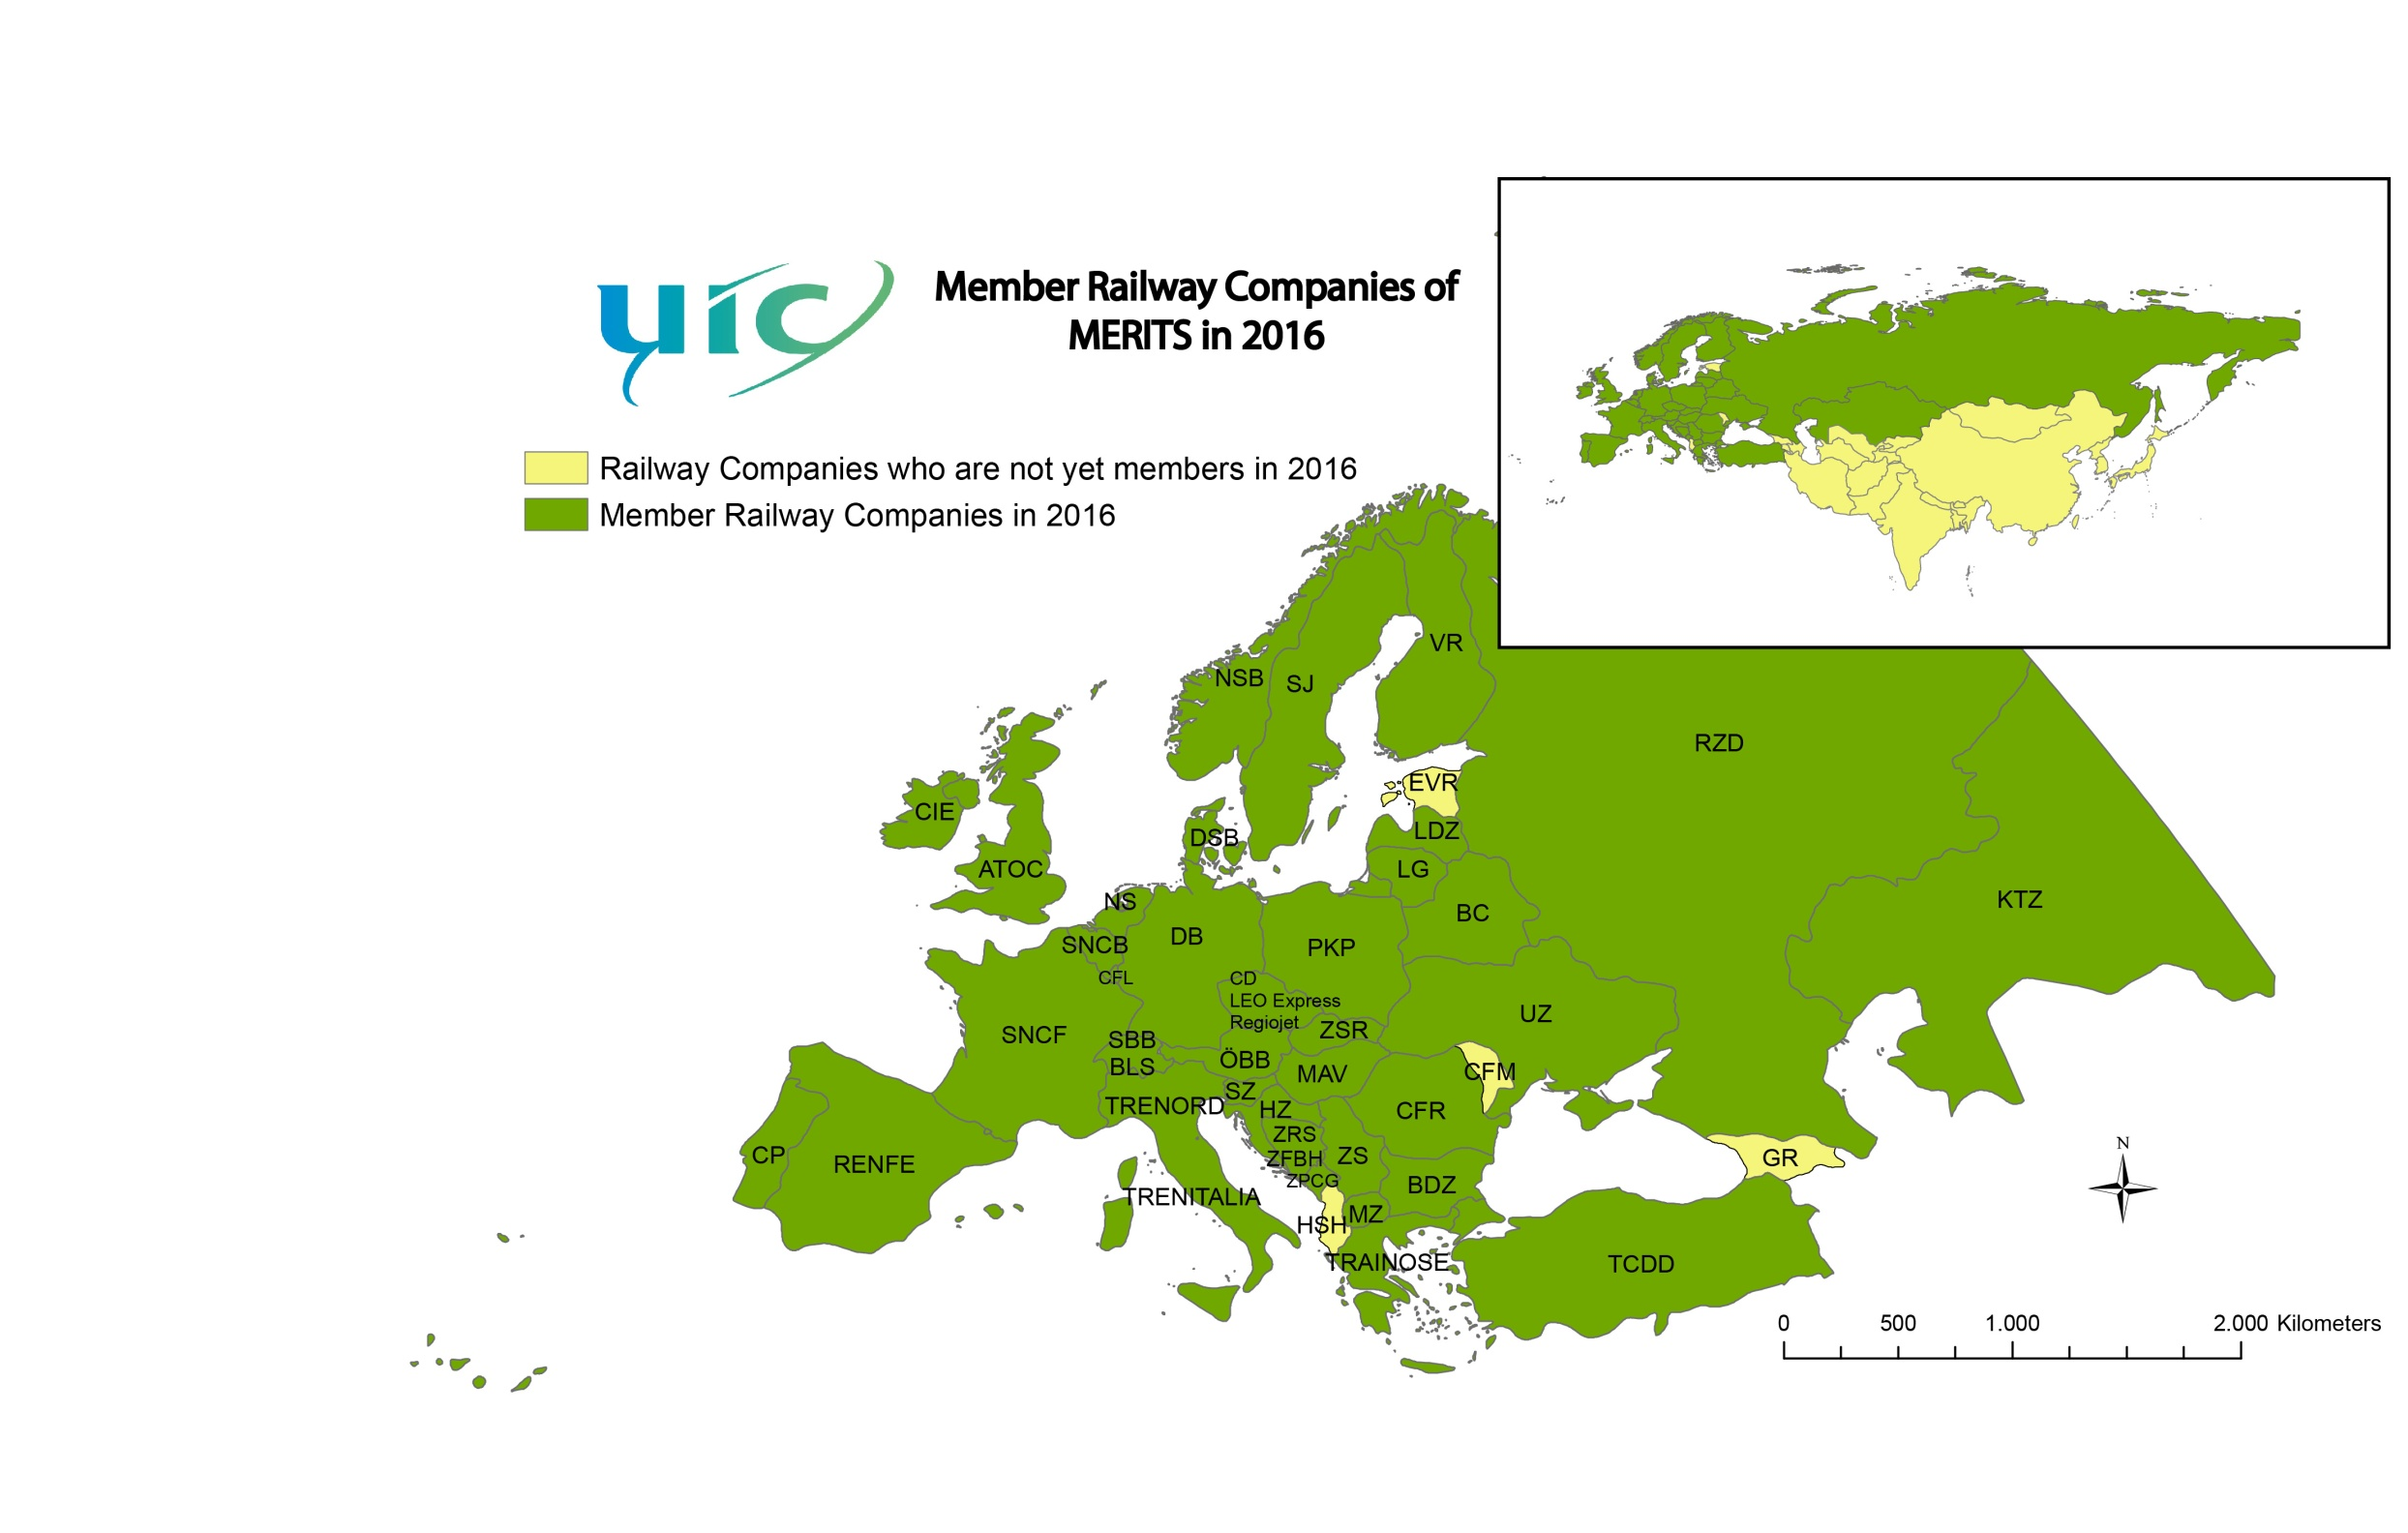 uic
Member Railway Companies of
MERITS in 2016
Railway Companies who are not yet members in 2016
Member Railway Companies in 2016
VR
NSB
SJ
RZD
EVR
CIE
LDZ
DSB
ATOC
LG
KTZ
NS
BC
DB
SNCB
PKP
CFL
CD
LEO Express
Regiojet
UZ
SNCF
ZSR
SBB
ÖBB
BLS
MAV
CFM
SZ
TRENORD
HZ
CFR
ZRS
CP
RENFE
ZFBH
ZS
GR
ZPCG
BDZ
N
TRENITALIA
MZ
HSH
TRAINOSE
TCDD
0 500 1.000 2.000 Kilometers